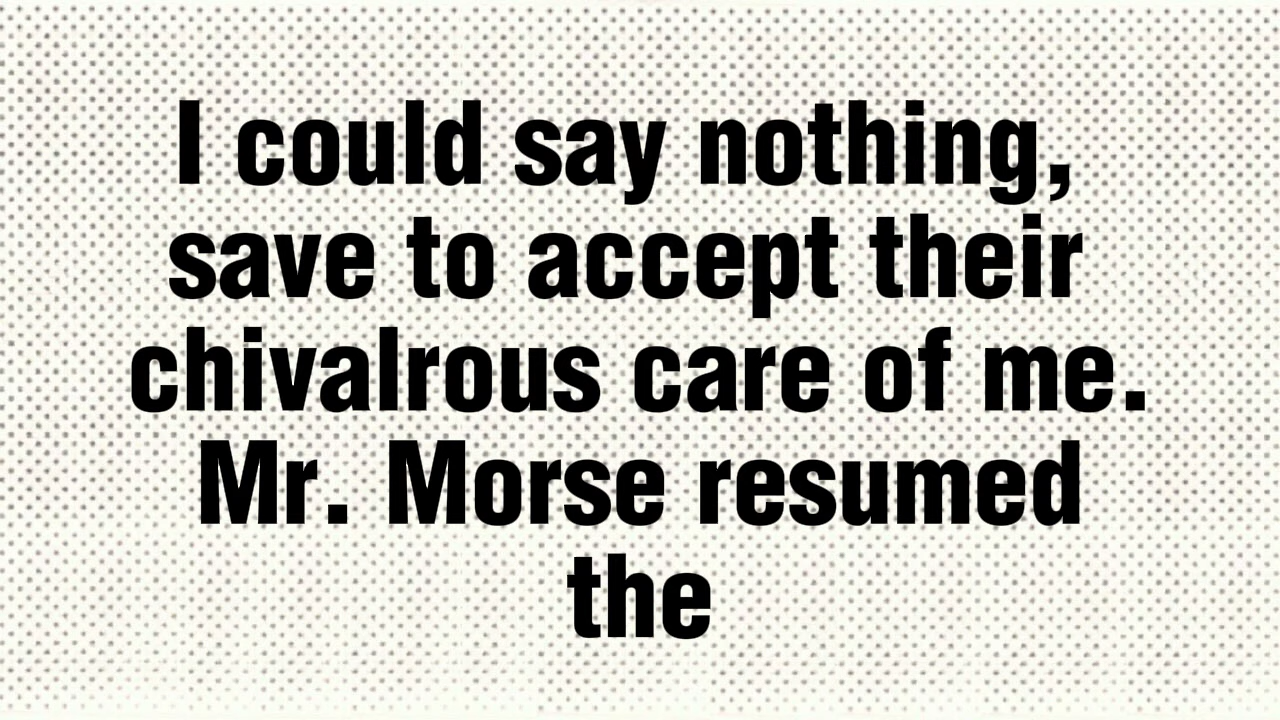 I could say nothing,
save to accept their
chivalrous care of me.
Mr. Morse resumed
the